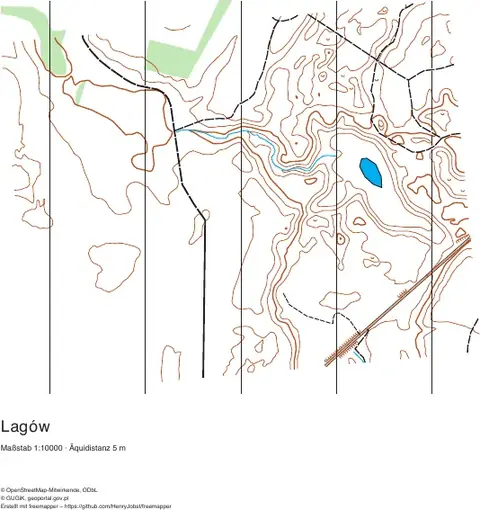 Lagów
Maßstab 1:10000 · Äquidistanz 5 m
© OpenStreetMap-Mitwirkende, ODbL
© GUGiK, geoportal.gov.pl
Erstellt mit freemapper – https://github.com/HenryJobst/freemapper